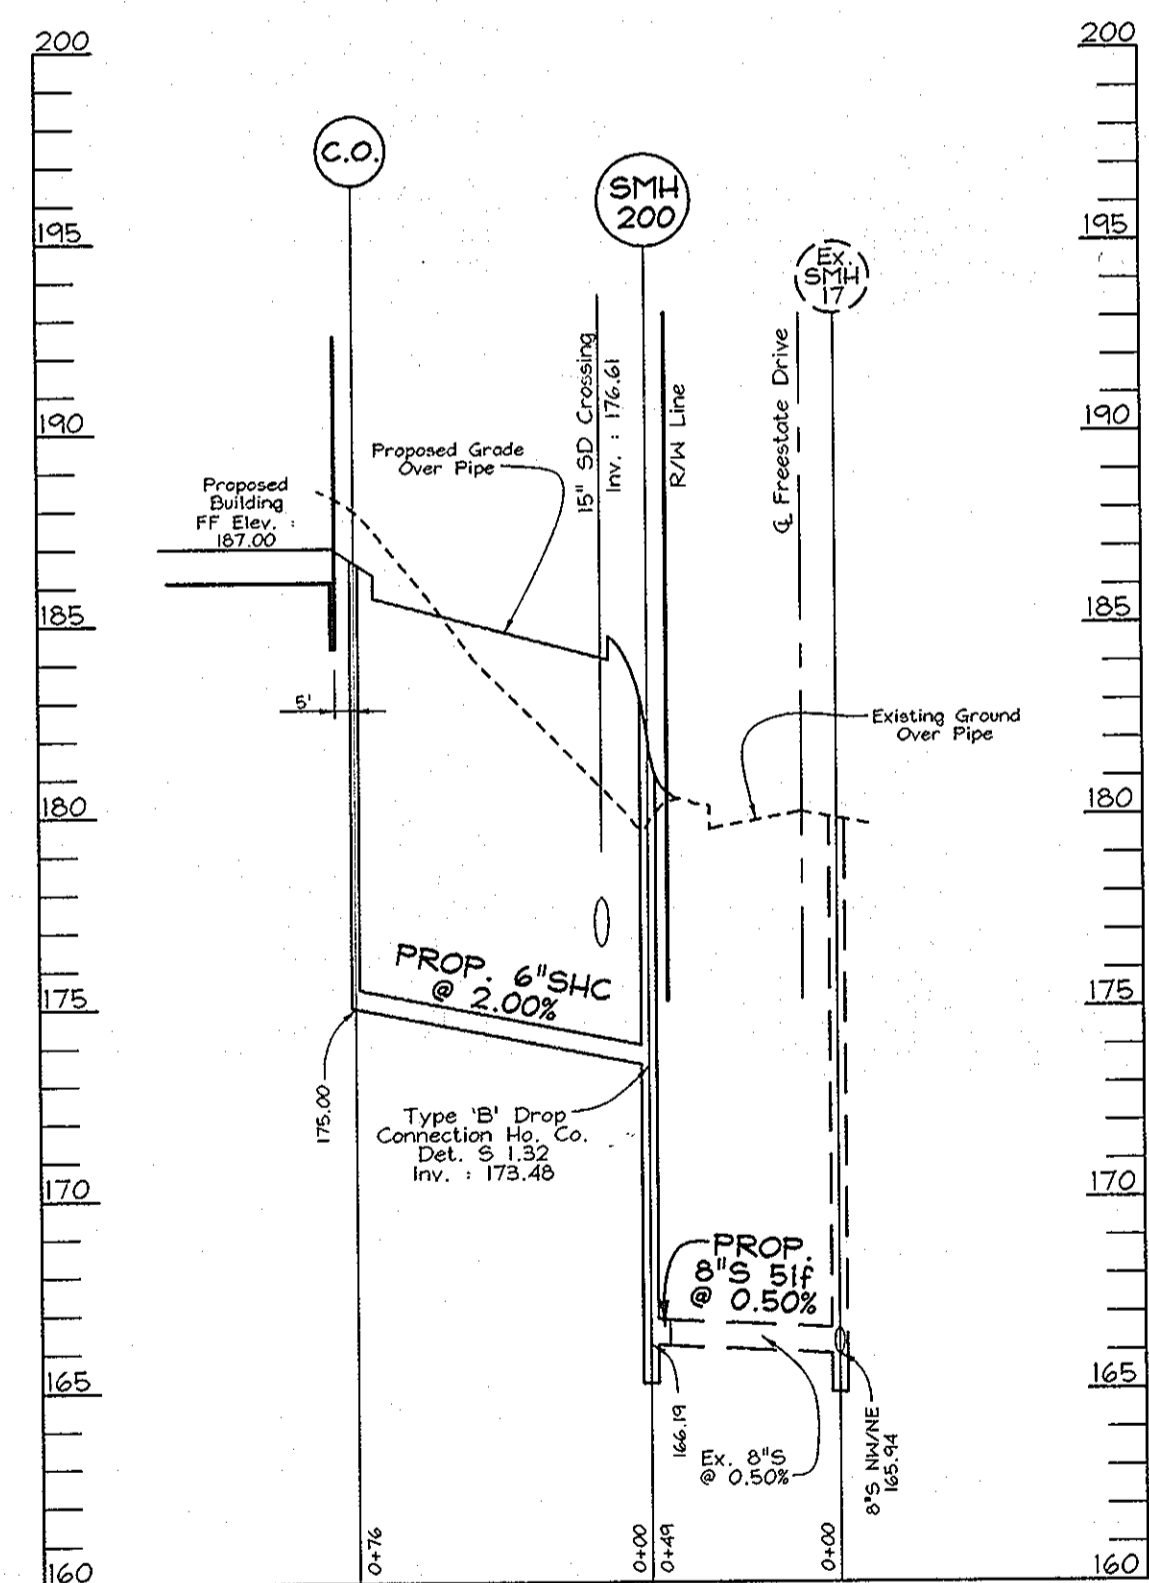 200
200
C.O.
SMH
200
195
195
Ex.
SMH
17
15" SD Crossing
Inv. : 176.61
R/W Line
℄ Freestate Drive
190
190
Proposed Grade
Over Pipe
Proposed
Building
FF Elev. :
187.00
185
185
5'
Existing Ground
Over Pipe
180
180
PROP. 6"SHC
@ 2.00%
175
175
175.00
Type 'B' Drop
Connection Ho. Co.
Det. S 1.32
Inv. : 173.48
170
170
PROP.
8"S 5lf
@ 0.50%
165
165
166.19
Ex. 8"S
@ 0.50%
8"S NW/NE
165.94
0+76
0+00
0+49
0+00
160
160